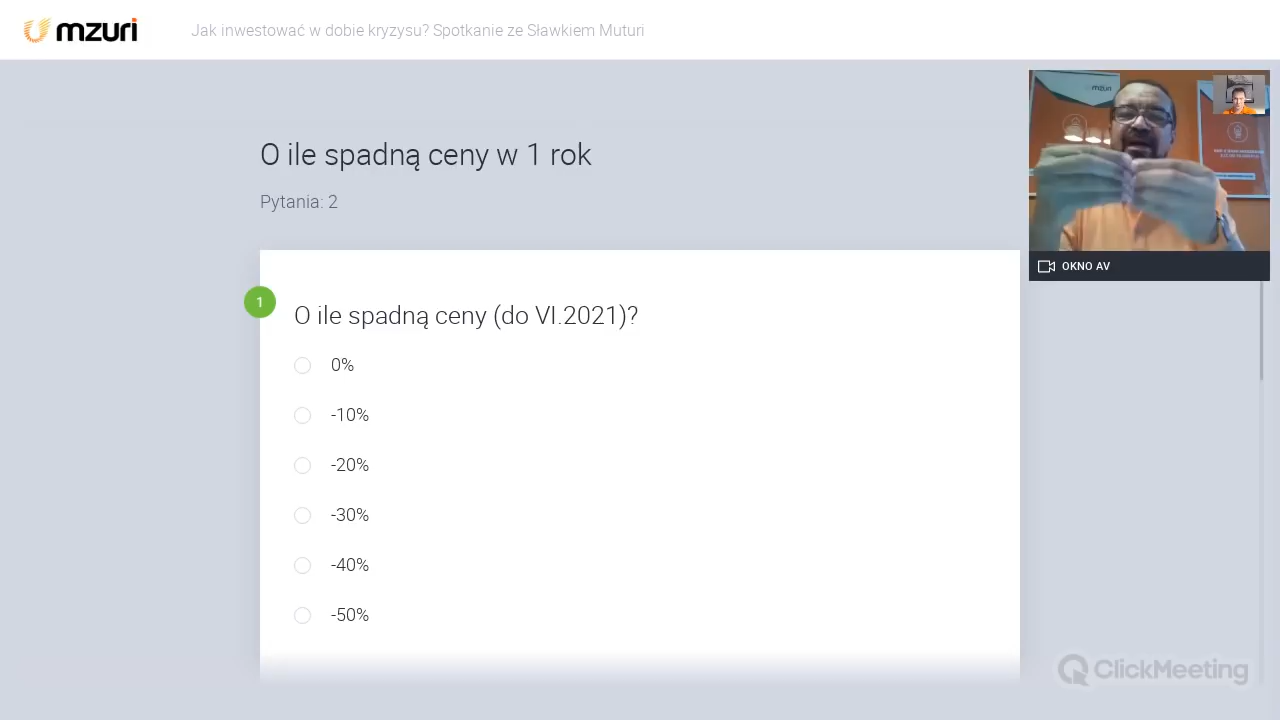 mzuri
Jak inwestować w dobie kryzysu? Spotkanie ze Sławkiem Muturi
mzuri
O ile spadną ceny w 1 rok
Pytania: 2
OKNO AV
1
O ile spadną ceny (do VI.2021)?
0%
-10%
-20%
-30%
-40%
-50%
ClickMeeting